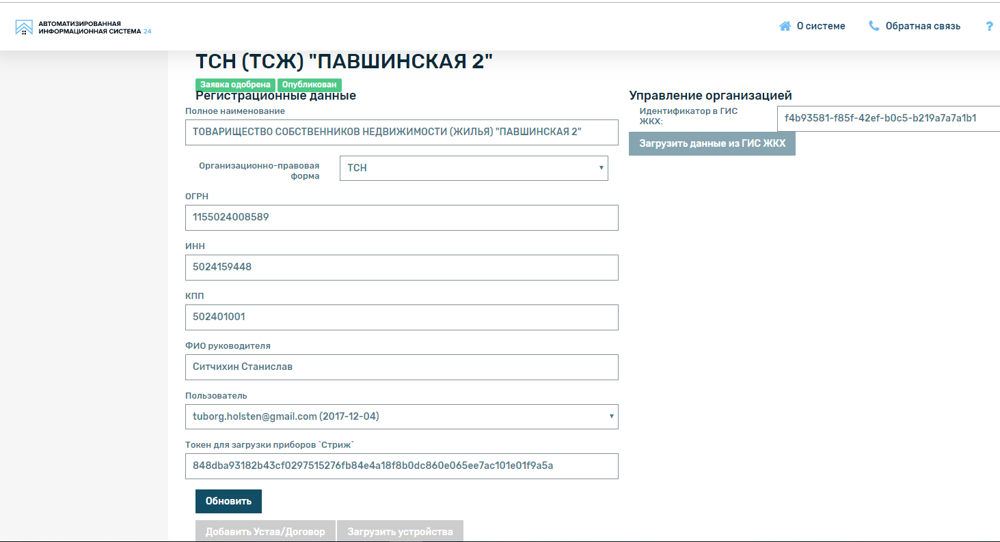 АВТОМАТИЗИРОВАННАЯ
ИНФОРМАЦИОННАЯ СИСТЕМА 24
О системе
Обратная связь
?
ТСН (ТСЖ) "ПАВШИНСКАЯ 2"
Заявка одобрена Опубликован
Регистрационные данные
Полное наименование
ТОВАРИЩЕСТВО СОБСТВЕННИКОВ НЕДВИЖИМОСТИ (ЖИЛЬЯ) "ПАВШИНСКАЯ 2"
Организационно-правовая
форма
ТСН
ОГРН
1155024008589
ИНН
5024159448
КПП
502401001
ФИО руководителя
Ситчихин Станислав
Пользователь
tuborg.holsten@gmail.com (2017-12-04)
Токен для загрузки приборов `Стриж`
848dba93182b43cf0297515276fb84e4a18f8b0dc860e065ee7ac101e01f9a5a
Обновить
Добавить Устав/Договор
Загрузить устройства
Управление организацией
Идентификатор в ГИС
ЖКХ:
f4b93581-f85f-42ef-b0c5-b219a7a7a1b1
Загрузить данные из ГИС ЖКХ